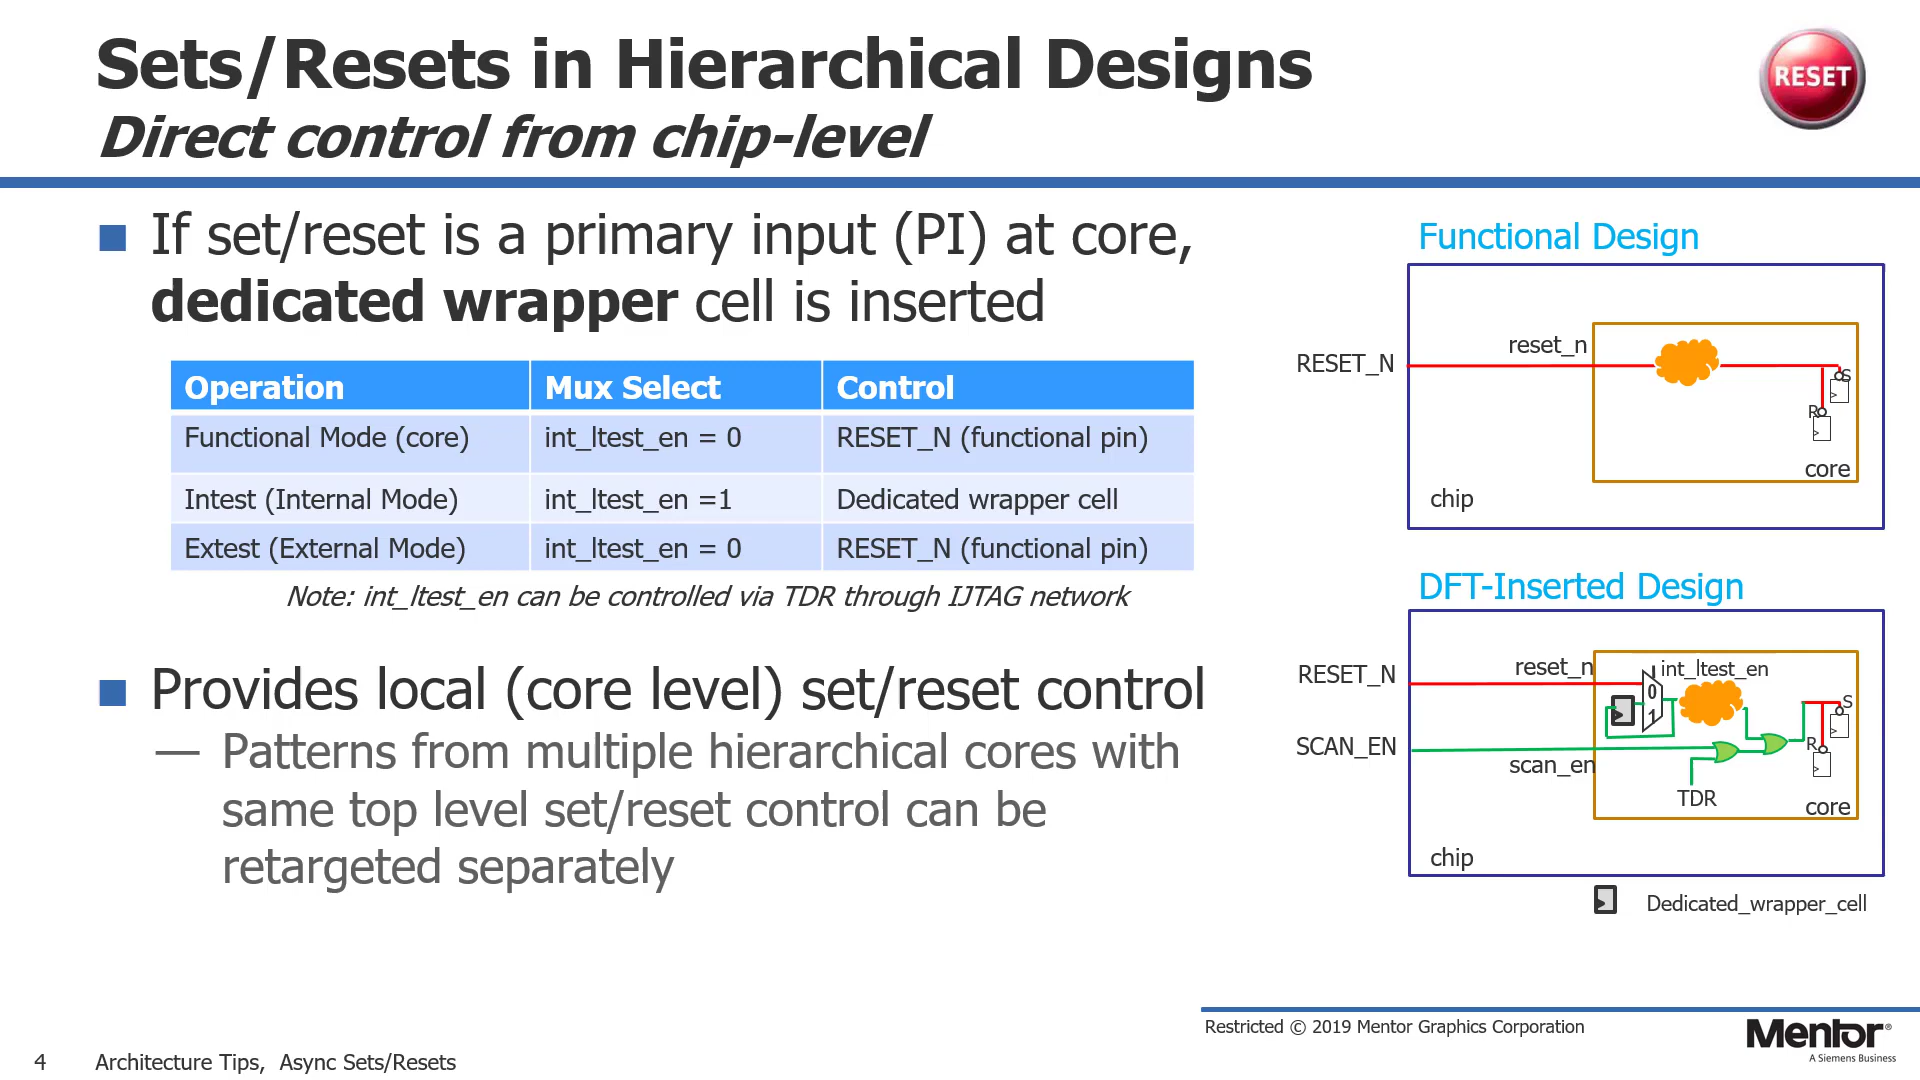 Sets/Resets in Hierarchical Designs
Direct control from chip-level
RESET
If set/reset is a primary input (PI) at core,
dedicated wrapper cell is inserted
Operation Mux Select Control
Functional Mode (core) int_ltest_en = 0 RESET_N (functional pin)
Intest (Internal Mode) int_ltest_en =1 Dedicated wrapper cell
Extest (External Mode) int_ltest_en = 0 RESET_N (functional pin)
Note: int_ltest_en can be controlled via TDR through IJTAG network
Provides local (core level) set/reset control
— Patterns from multiple hierarchical cores with
same top level set/reset control can be
retargeted separately
Functional Design
RESET_N
reset_n
S
R
core
chip
DFT-Inserted Design
RESET_N
reset_n
int_ltest_en
0
1
S
R
SCAN_EN
scan_en
TDR
core
chip
Dedicated_wrapper_cell
Restricted © 2019 Mentor Graphics Corporation
Mentor®
A Siemens Business
4 Architecture Tips, Async Sets/Resets